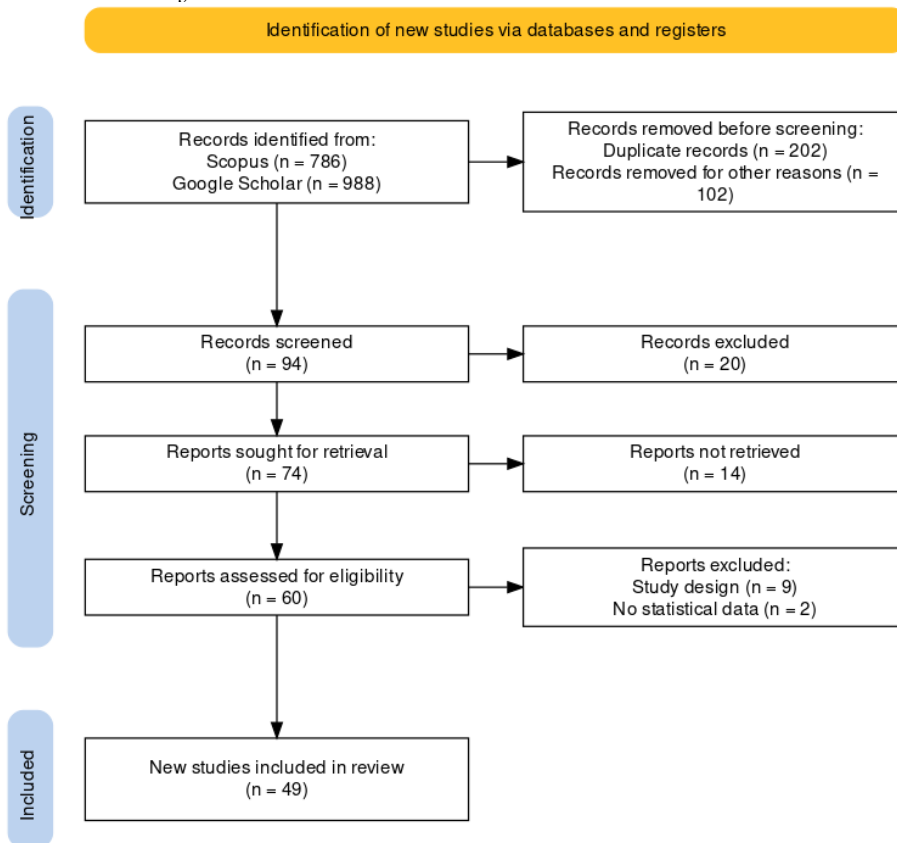 Identification of new studies via databases and registers
Identification
Records identified from:
Scopus (n = 786)
Google Scholar (n = 988)
Records removed before screening:
Duplicate records (n = 202)
Records removed for other reasons (n =
102)
Screening
Records screened
(n = 94)
Records excluded
(n = 20)
Reports sought for retrieval
(n = 74)
Reports not retrieved
(n = 14)
Reports assessed for eligibility
(n = 60)
Reports excluded:
Study design (n = 9)
No statistical data (n = 2)
Included
New studies included in review
(n = 49)